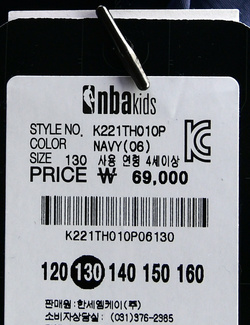 nbakids
STYLE NO. K221TH010P
COLOR NAVY(06)
SIZE 130 사용 연령 4세이상
PRICE ₩ 69,000
K221TH010P06130
120 130 140 150 160
판매원:한세엠케이(주)
소비자상담실: (031)376-2385